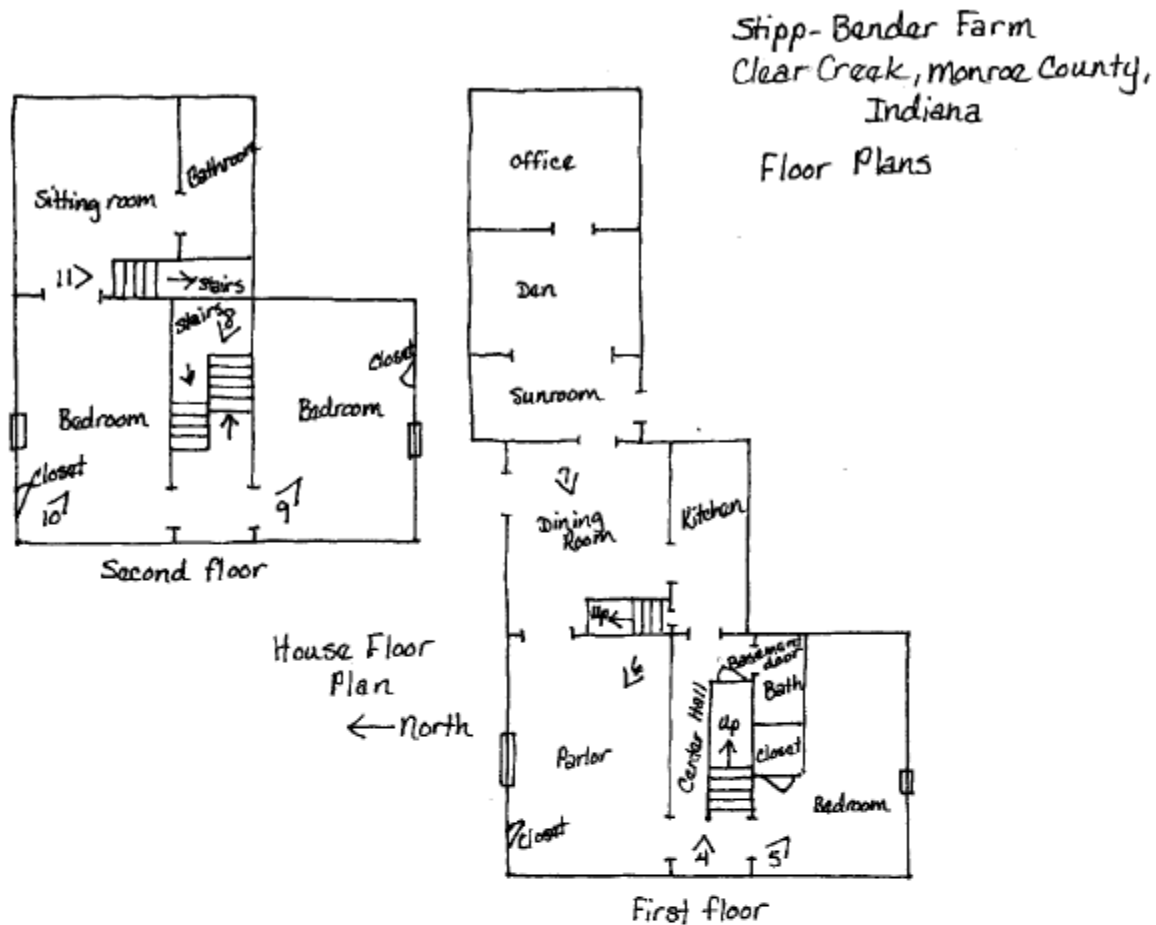 Stipp-Bender Farm
Clear Creek, Monroe County,
Indiana
Floor Plans
Bathroom
Sitting room
11
Stairs
Stairs
8
Closet
Bedroom
Bedroom
Closet
10
9
Second floor
Office
Den
Sunroom
7
Dining
Room
Kitchen
Up
House Floor
Plan
North
6
Basement
door
Bath
Center Hall
Up
Closet
Parlor
Bedroom
Closet
4
5
First floor